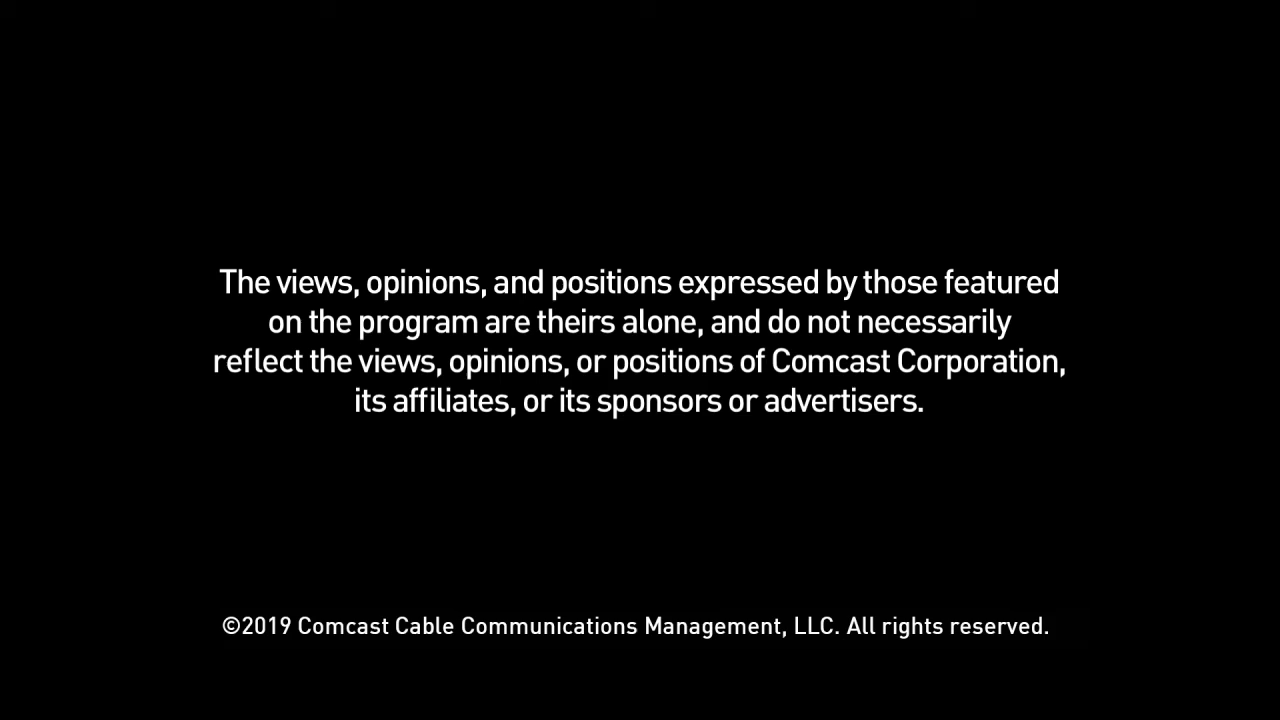 The views, opinions, and positions expressed by those featured
on the program are theirs alone, and do not necessarily
reflect the views, opinions, or positions of Comcast Corporation,
its affiliates, or its sponsors or advertisers.
©2019 Comcast Cable Communications Management, LLC. All rights reserved.